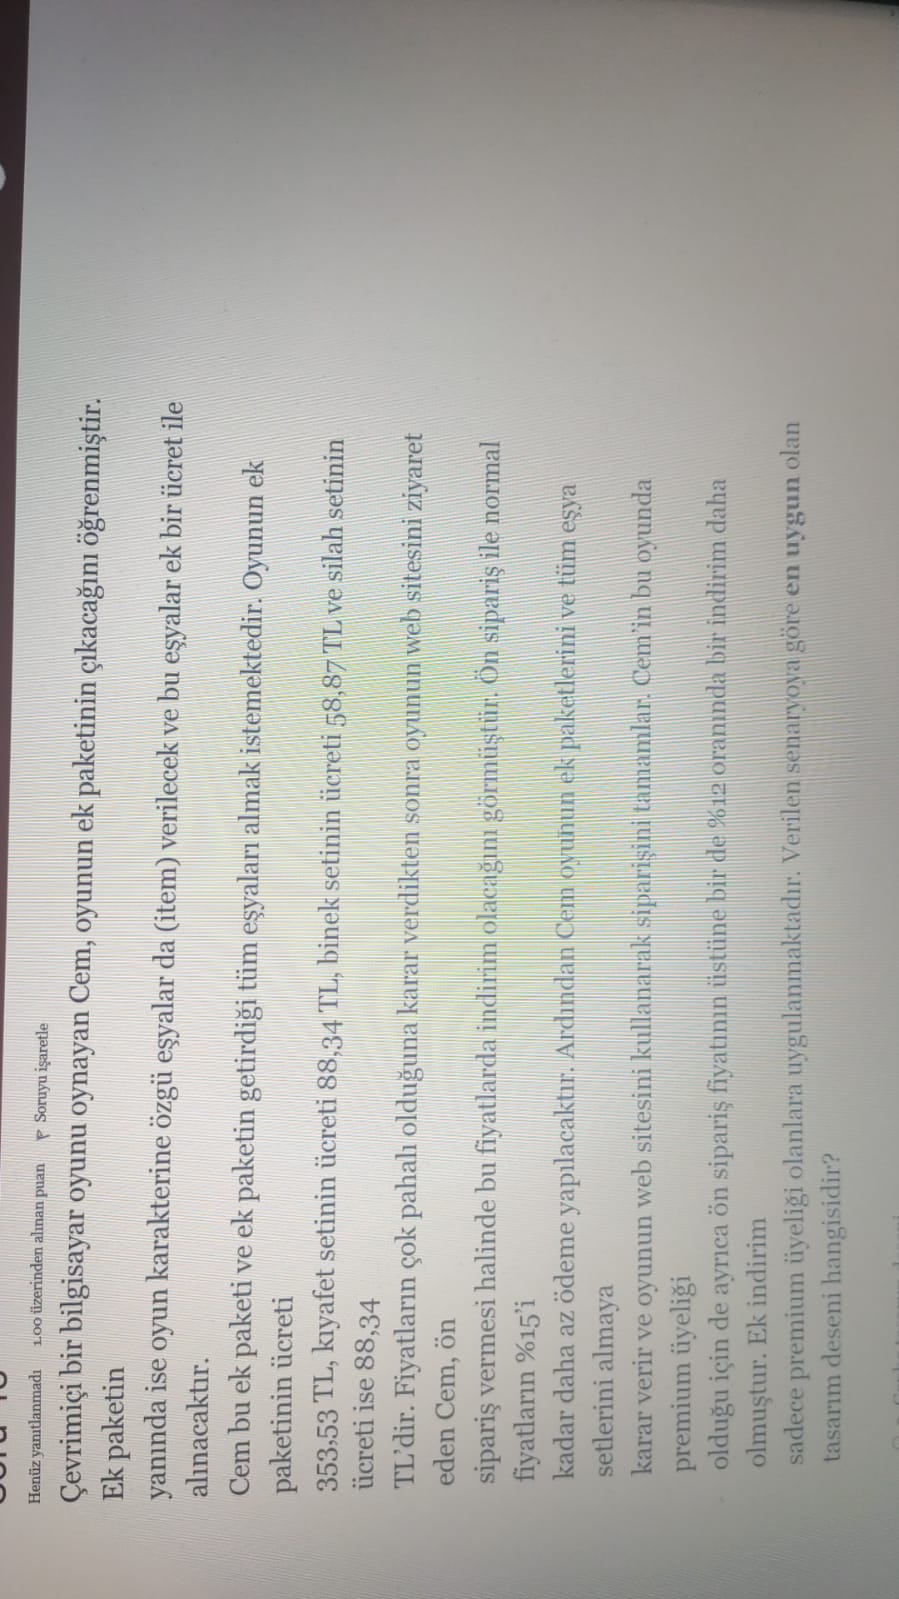 Henüz yanıtlanmadı 1.00 üzerinden alınan puan Soruyu işaretle
Çevrimiçi bir bilgisayar oyunu oynayan Cem, oyunun ek paketinin çıkacağını öğrenmiştir.
Ek paketin
yanında ise oyun karakterine özgü eşyalar da (item) verilecek ve bu eşyalar ek bir ücret ile
alınacaktır.
Cem bu ek paketi ve ek paketin getirdiği tüm eşyaları almak istemektedir. Oyunun ek
paketinin ücreti
353,53 TL, kıyafet setinin ücreti 88,34 TL, binek setinin ücreti 58,87 TL ve silah setinin
ücreti ise 88,34
TL'dir. Fiyatların çok pahalı olduğuna karar verdikten sonra oyunun web sitesini ziyaret
eden Cem, ön
sipariş vermesi halinde bu fiyatlarda indirim olacağını görmüştür. Ön sipariş ile normal
fiyatların %15'i
kadar daha az ödeme yapılacaktır. Ardından Cem oyunun ek paketlerini ve tüm eşya
setlerini almaya
karar verir ve oyunun web sitesini kullanarak siparişini tamamlar. Cem'in bu oyunda
premium üyeliği
olduğu için de ayrıca ön sipariş fiyatının üstüne bir de %12 oranında bir indirim daha
olmuştur. Ek indirim
sadece premium üyeliği olanlara uygulanmaktadır. Verilen senaryoya göre en uygun olan
tasarım deseni hangisidir?